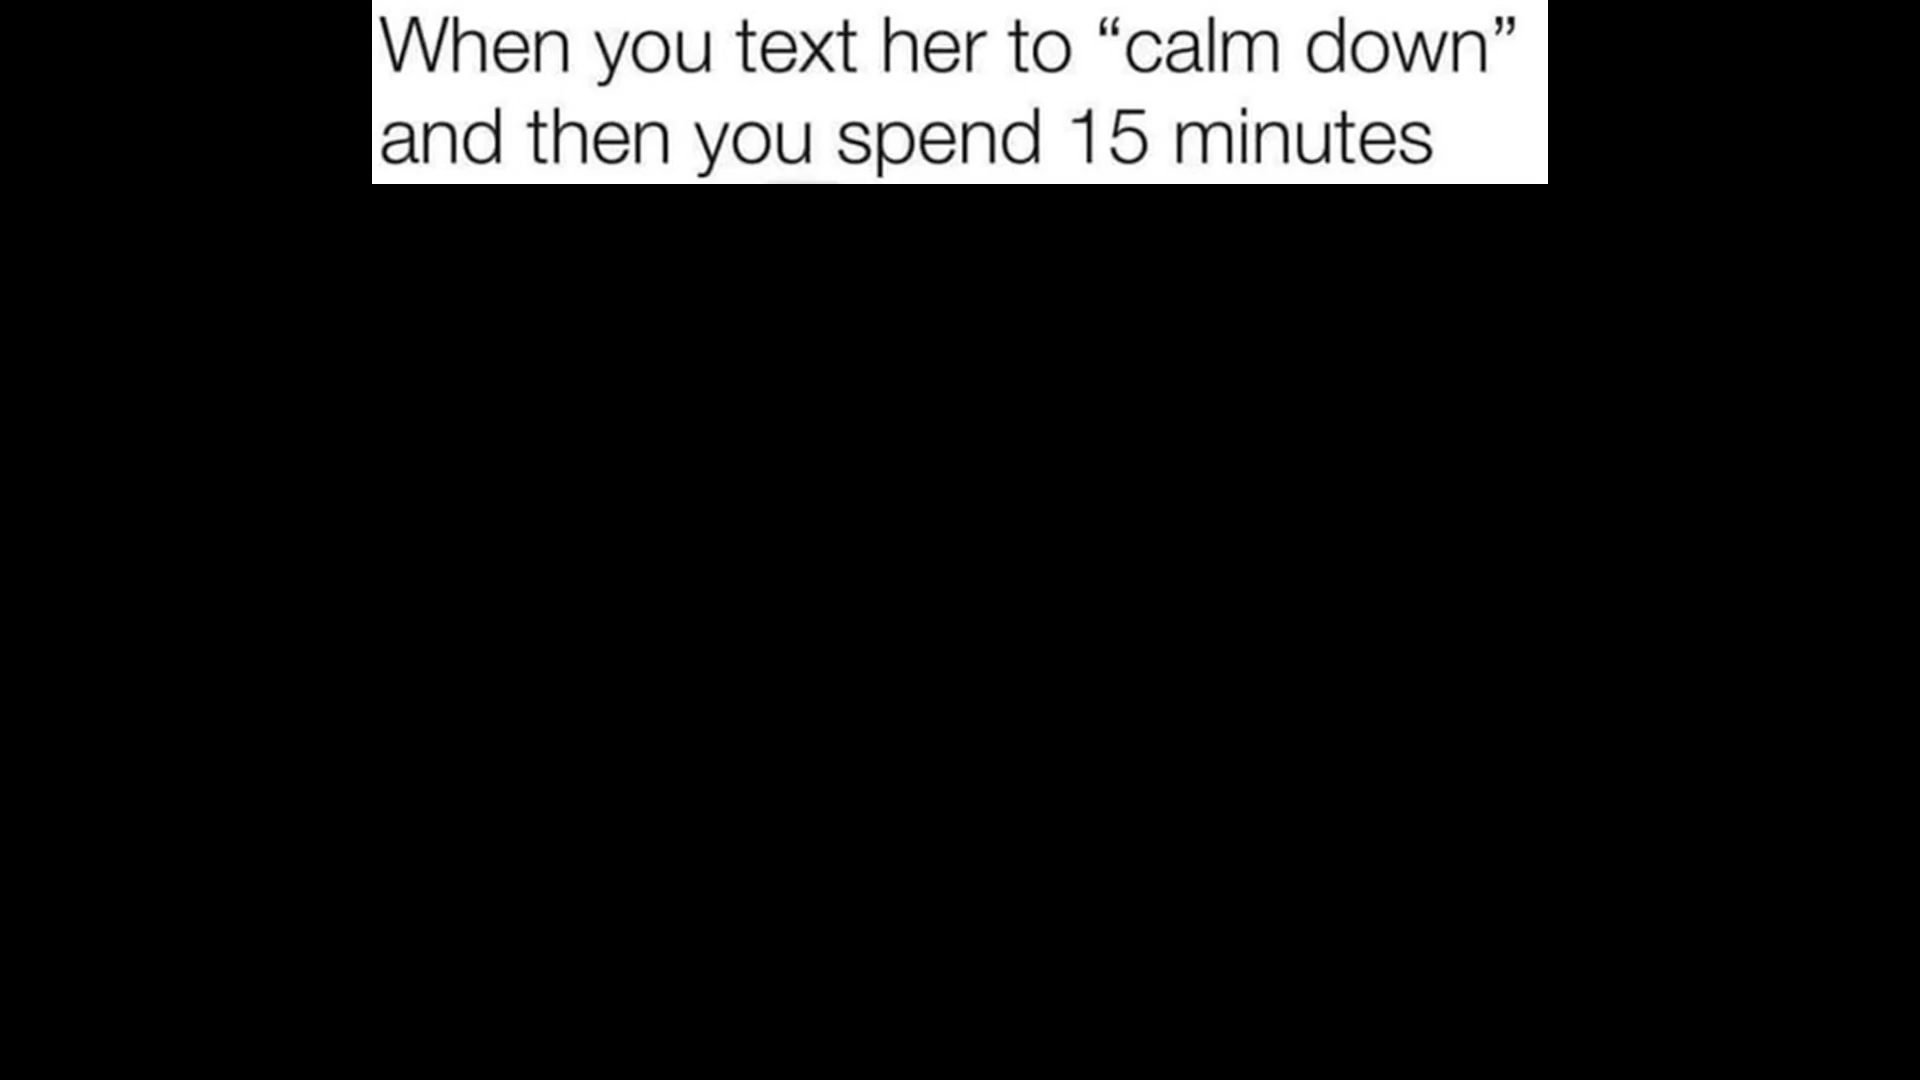 When you text her to “calm down”
and then you spend 15 minutes